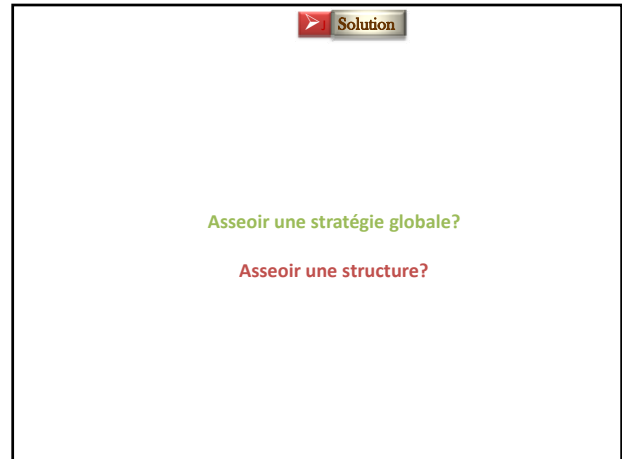 Solution
Asseoir une stratégie globale?
Asseoir une structure?